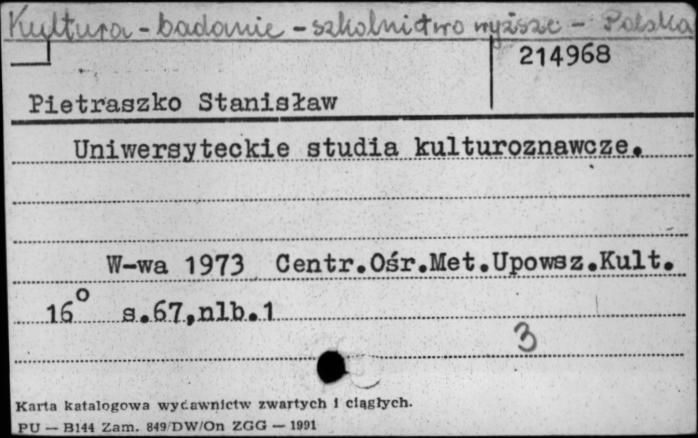 Kultura - badanie - szkolnictwo wyższe - Polska
214968
Pietraszko Stanisław
Uniwersyteckie studia kulturoznawcze.
W-wa 1973 Centr.Ośr.Met.Upowsz.Kult.
16° s.67,nlb.1
3
Karta katalogowa wydawnictw zwartych i ciągłych.
PU — B144 Zam. 849/DW/On ZGG — 1991